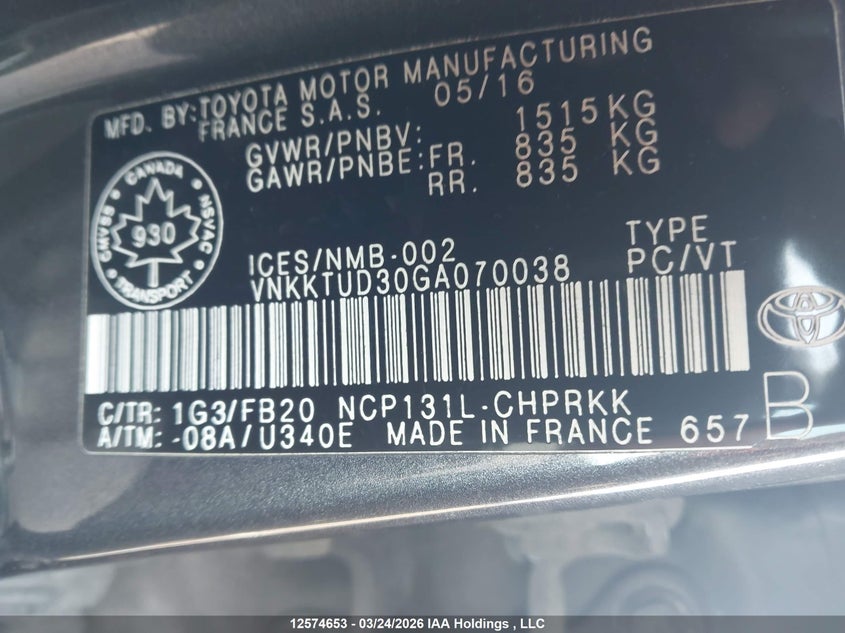 MFD. BY: TOYOTA MOTOR MANUFACTURING
FRANCE S.A.S. 05/16
GVWR/PNBV: 1515 KG
GAWR/PNBE: FR. 835 KG
RR. 835 KG
CANADA
CMVSS NSVAC
930
TRANSPORT
ICES/NMB-002
TYPE
VNKKTUD30GA070038 PC/VT
C/TR: 1G3/FB20 NCP131L-CHPRKK
A/TM: -08A/U340E MADE IN FRANCE 657 B
12574653 - 03/24/2026 IAA Holdings , LLC